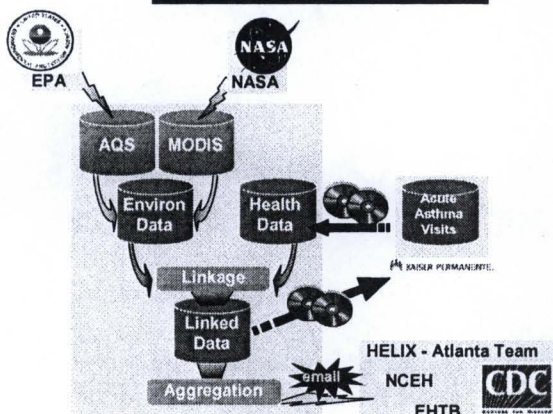 NASA
EPA
NASA
AQS
MODIS
Environ
Data
Health
Data
Acute
Asthma
Visits
KAISER PERMANENTE.
Linkage
Linked
Data
HELIX - Atlanta Team
email
NCEH
CDC
Aggregation
EHTB